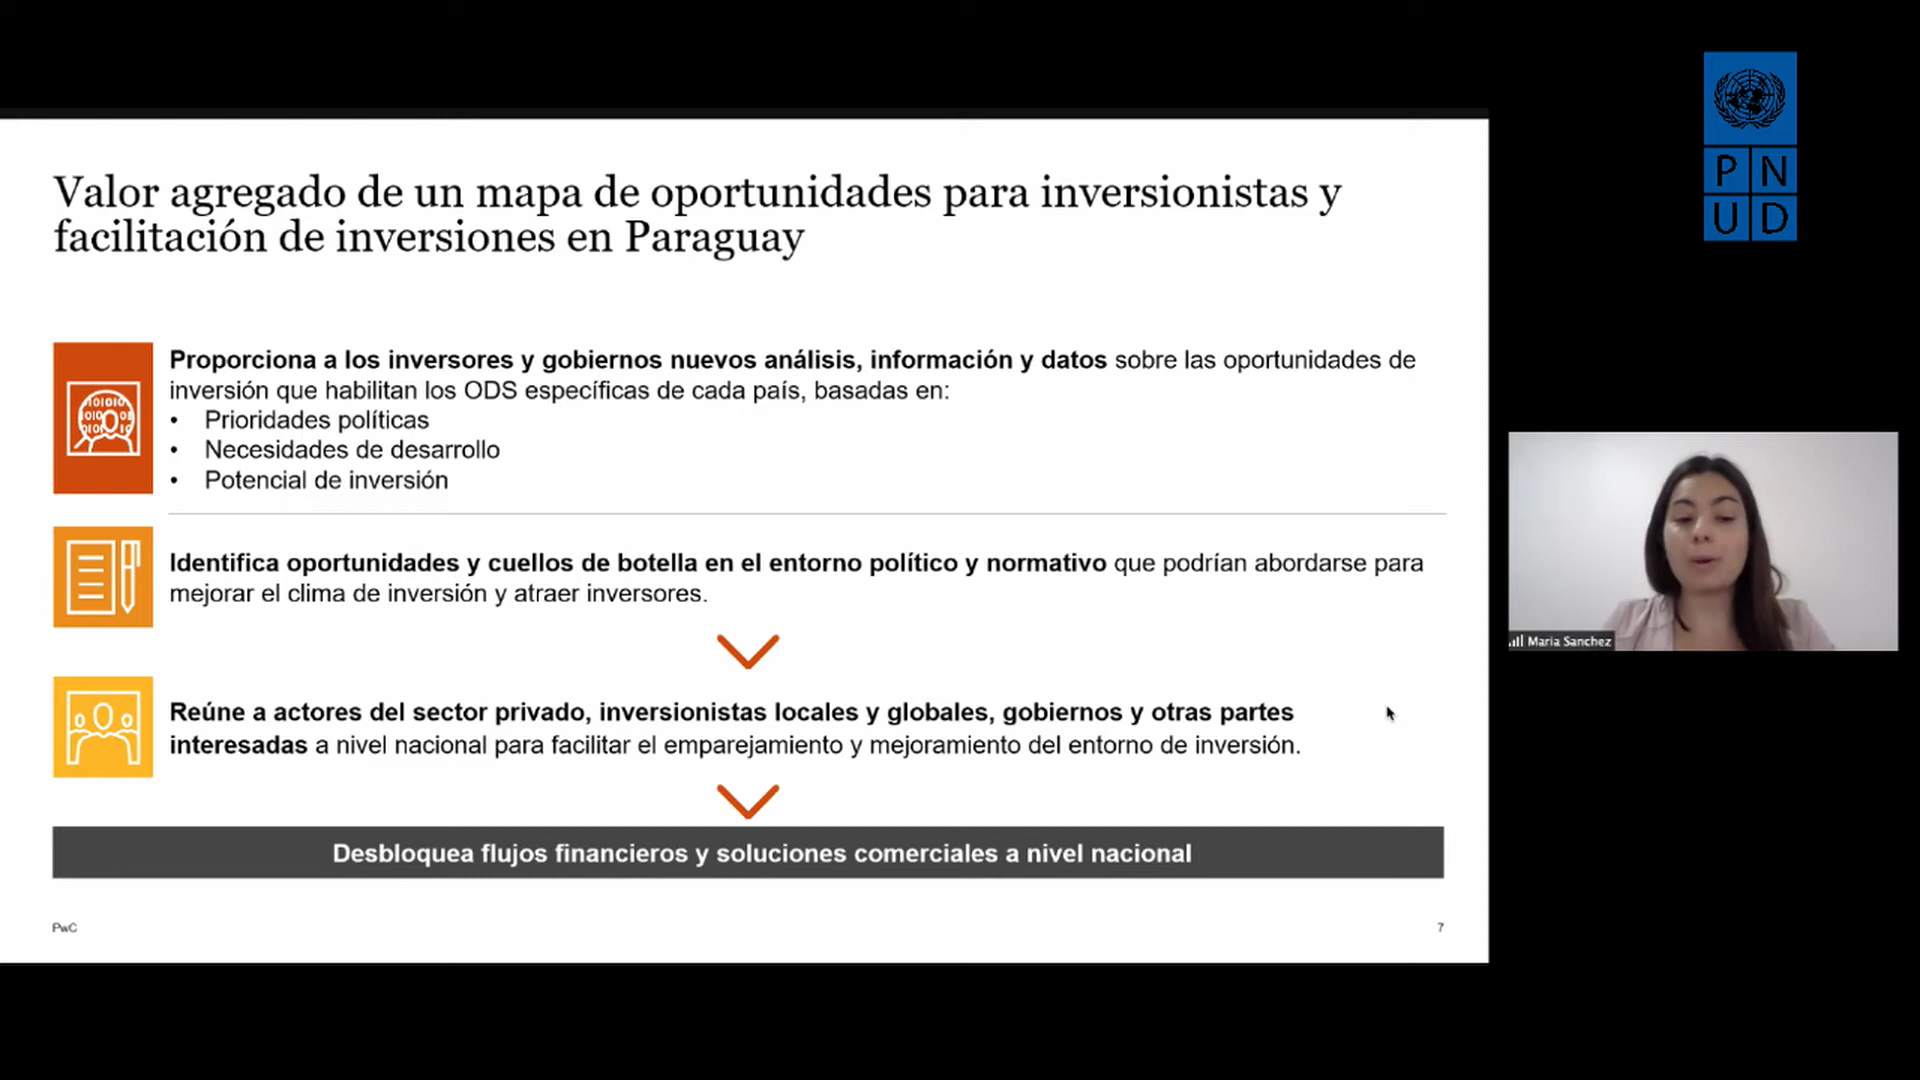 Valor agregado de un mapa de oportunidades para inversionistas y
facilitación de inversiones en Paraguay
Proporciona a los inversores y gobiernos nuevos análisis, información y datos sobre las oportunidades de
inversión que habilitan los ODS específicas de cada país, basadas en:
• Prioridades políticas
• Necesidades de desarrollo
• Potencial de inversión
Identifica oportunidades y cuellos de botella en el entorno político y normativo que podrían abordarse para
mejorar el clima de inversión y atraer inversores.
Reúne a actores del sector privado, inversionistas locales y globales, gobiernos y otras partes
interesadas a nivel nacional para facilitar el emparejamiento y mejoramiento del entorno de inversión.
Desbloquea flujos financieros y soluciones comerciales a nivel nacional
PwC
7
P N
U D
Maria Sanchez